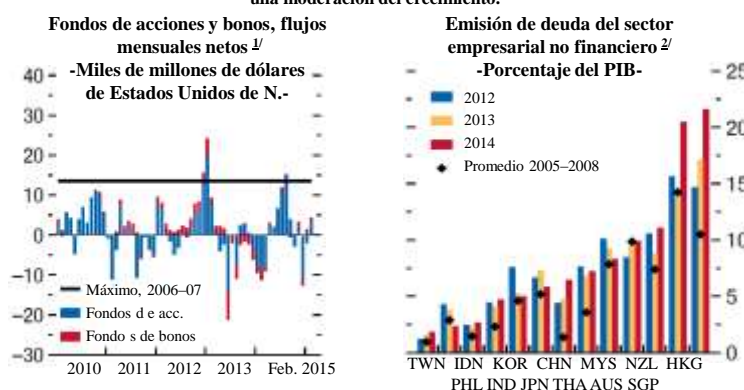 una moderación del crecimiento.
Fondos de acciones y bonos, flujos
mensuales netos 1/
-Miles de millones de dólares
de Estados Unidos de N.-
40
30
20
10
0
−10
−20
−30
Máximo, 2006–07
Fondos d e acc.
Fondo s de bonos
2010 2011 2012 2013 Feb. 2015
Emisión de deuda del sector
empresarial no financiero 2/
-Porcentaje del PIB-
2012
2013
2014
Promedio 2005–2008
25
20
15
10
5
0
TWN IDN KOR CHN MYS NZL HKG
PHL IND JPN THA AUS SGP